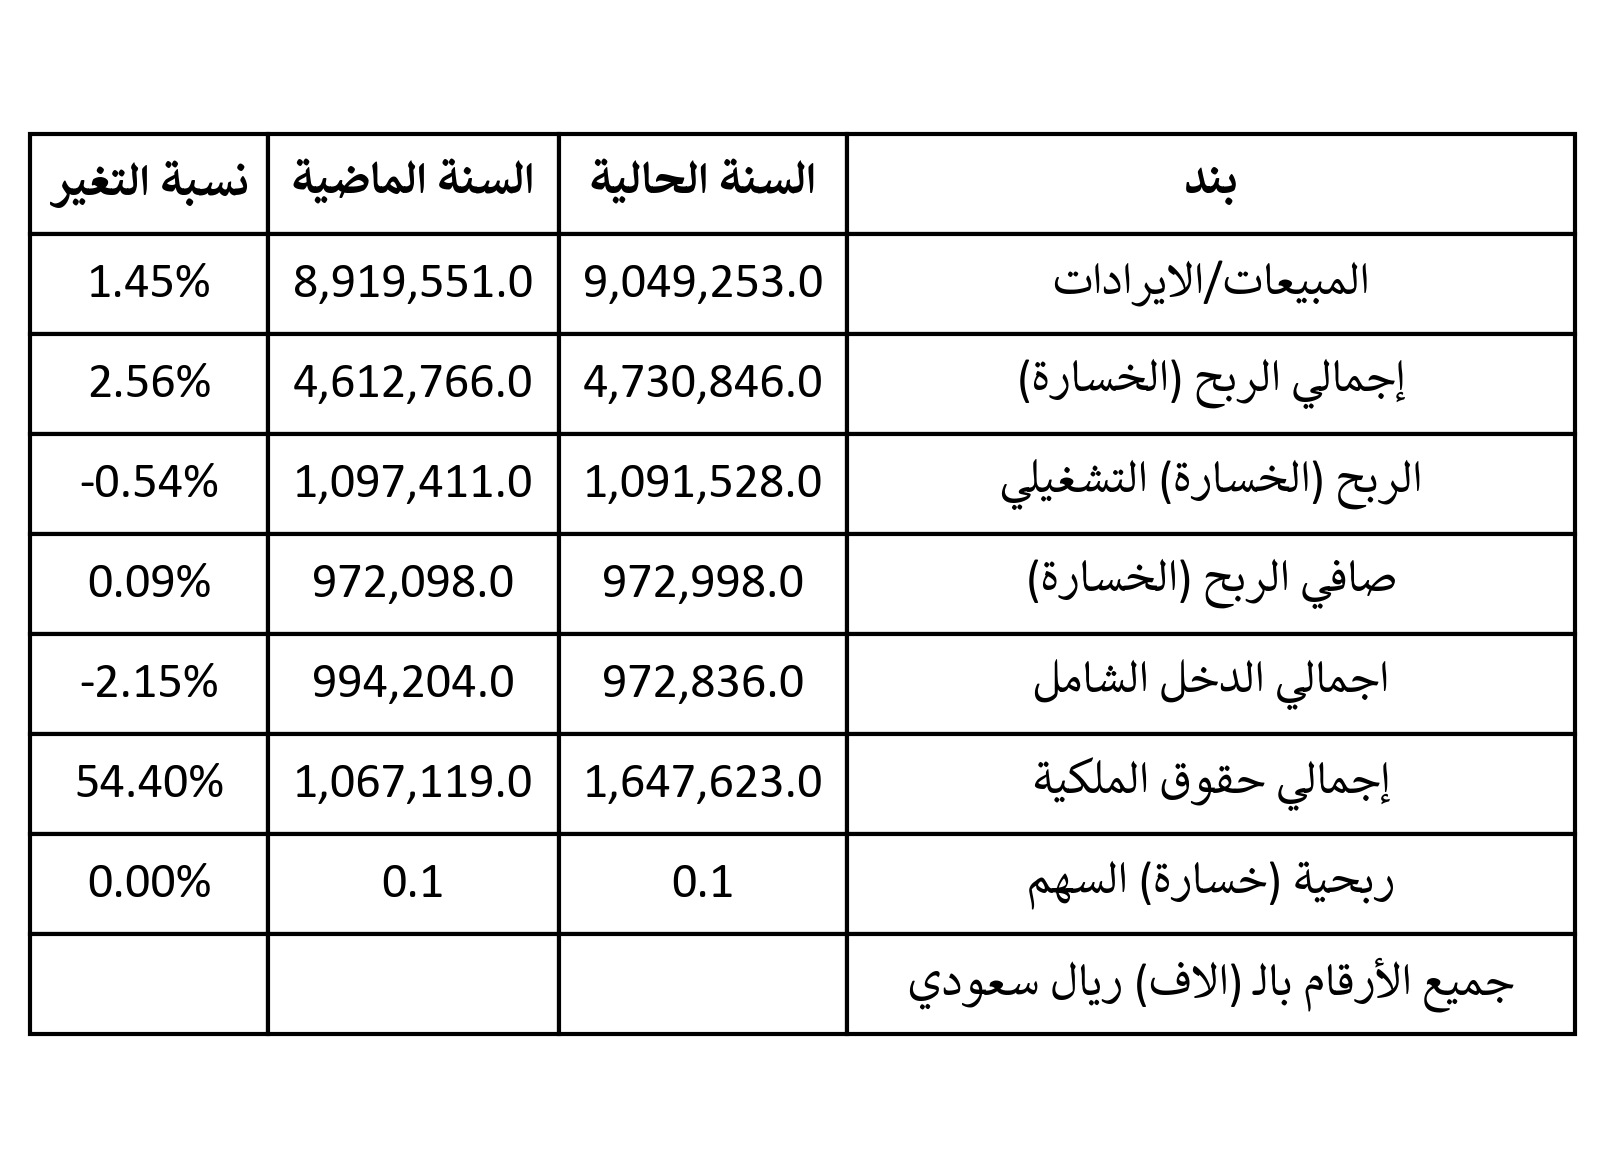 بند السنة الحالية السنة الماضية نسبة التغير
المبيعات/الايرادات 9,049,253.0 8,919,551.0 1.45%
إجمالي الربح (الخسارة) 4,730,846.0 4,612,766.0 2.56%
الربح (الخسارة) التشغيلي 1,091,528.0 1,097,411.0 -0.54%
صافي الربح (الخسارة) 972,998.0 972,098.0 0.09%
اجمالي الدخل الشامل 972,836.0 994,204.0 -2.15%
إجمالي حقوق الملكية 1,647,623.0 1,067,119.0 54.40%
ربحية (خسارة) السهم 0.1 0.1 0.00%
جميع الأرقام بالـ (الاف) ريال سعودي